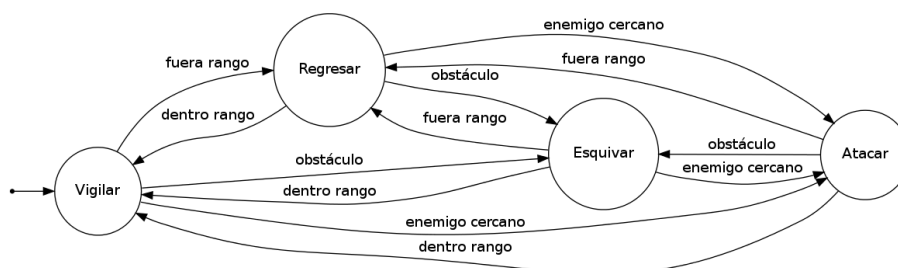 enemigo cercano
fuera rango
fuera rango
Regresar
obstáculo
dentro rango
fuera rango
obstáculo
Esquivar
Atacar
obstáculo
enemigo cercano
Vigilar
dentro rango
enemigo cercano
dentro rango